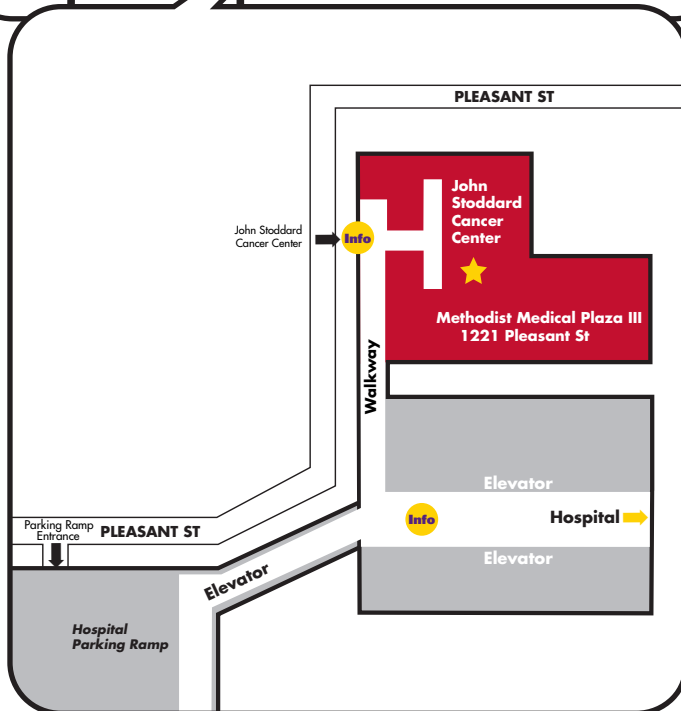 PLEASANT ST
John
Stoddard
Cancer
Center
John Stoddard
Cancer Center
Info
Methodist Medical Plaza III
1221 Pleasant St
Walkway
Elevator
Info
Hospital
Elevator
Parking Ramp
Entrance
PLEASANT ST
Elevator
Hospital
Parking Ramp